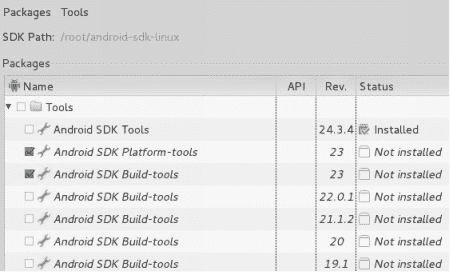 Packages Tools
SDK Path: /root/android-sdk-linux
Packages
Name API Rev. Status
Tools
Android SDK Tools 24.3.4 Installed
Android SDK Platform-tools 23 Not installed
Android SDK Build-tools 23 Not installed
Android SDK Build-tools 22.0.1 Not installed
Android SDK Build-tools 21.1.2 Not installed
Android SDK Build-tools 20 Not installed
Android SDK Build-tools 19.1 Not installed